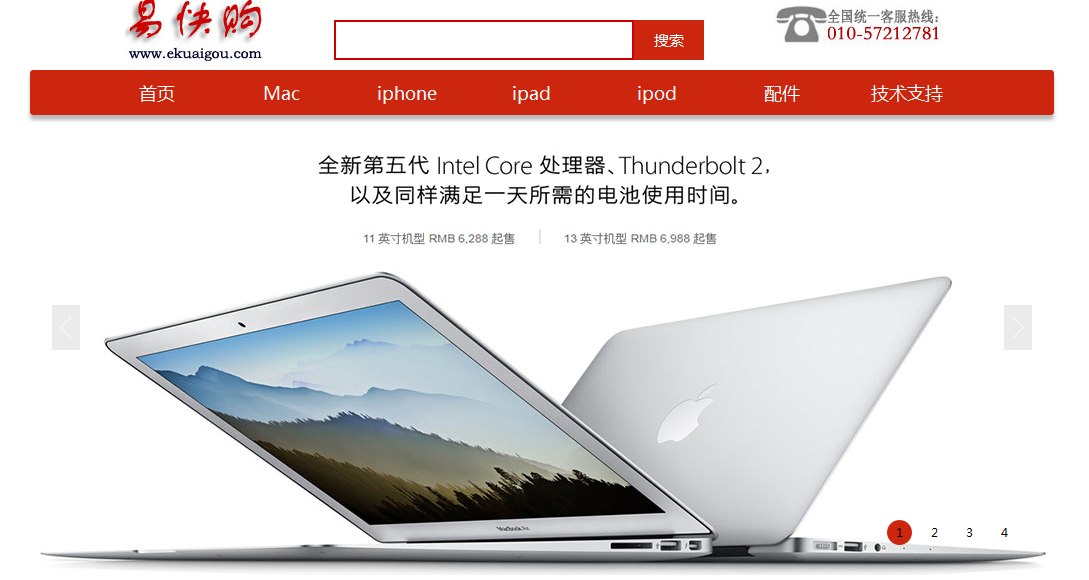 易快购
www.ekuaigou.com
搜索
全国统一客服热线：
010-57212781
首页 Mac iphone ipad ipod 配件 技术支持
全新第五代 Intel Core 处理器、Thunderbolt 2，
以及同样满足一天所需的电池使用时间。
11 英寸机型 RMB 6,288 起售 | 13 英寸机型 RMB 6,988 起售
MacBook Air
1 2 3 4